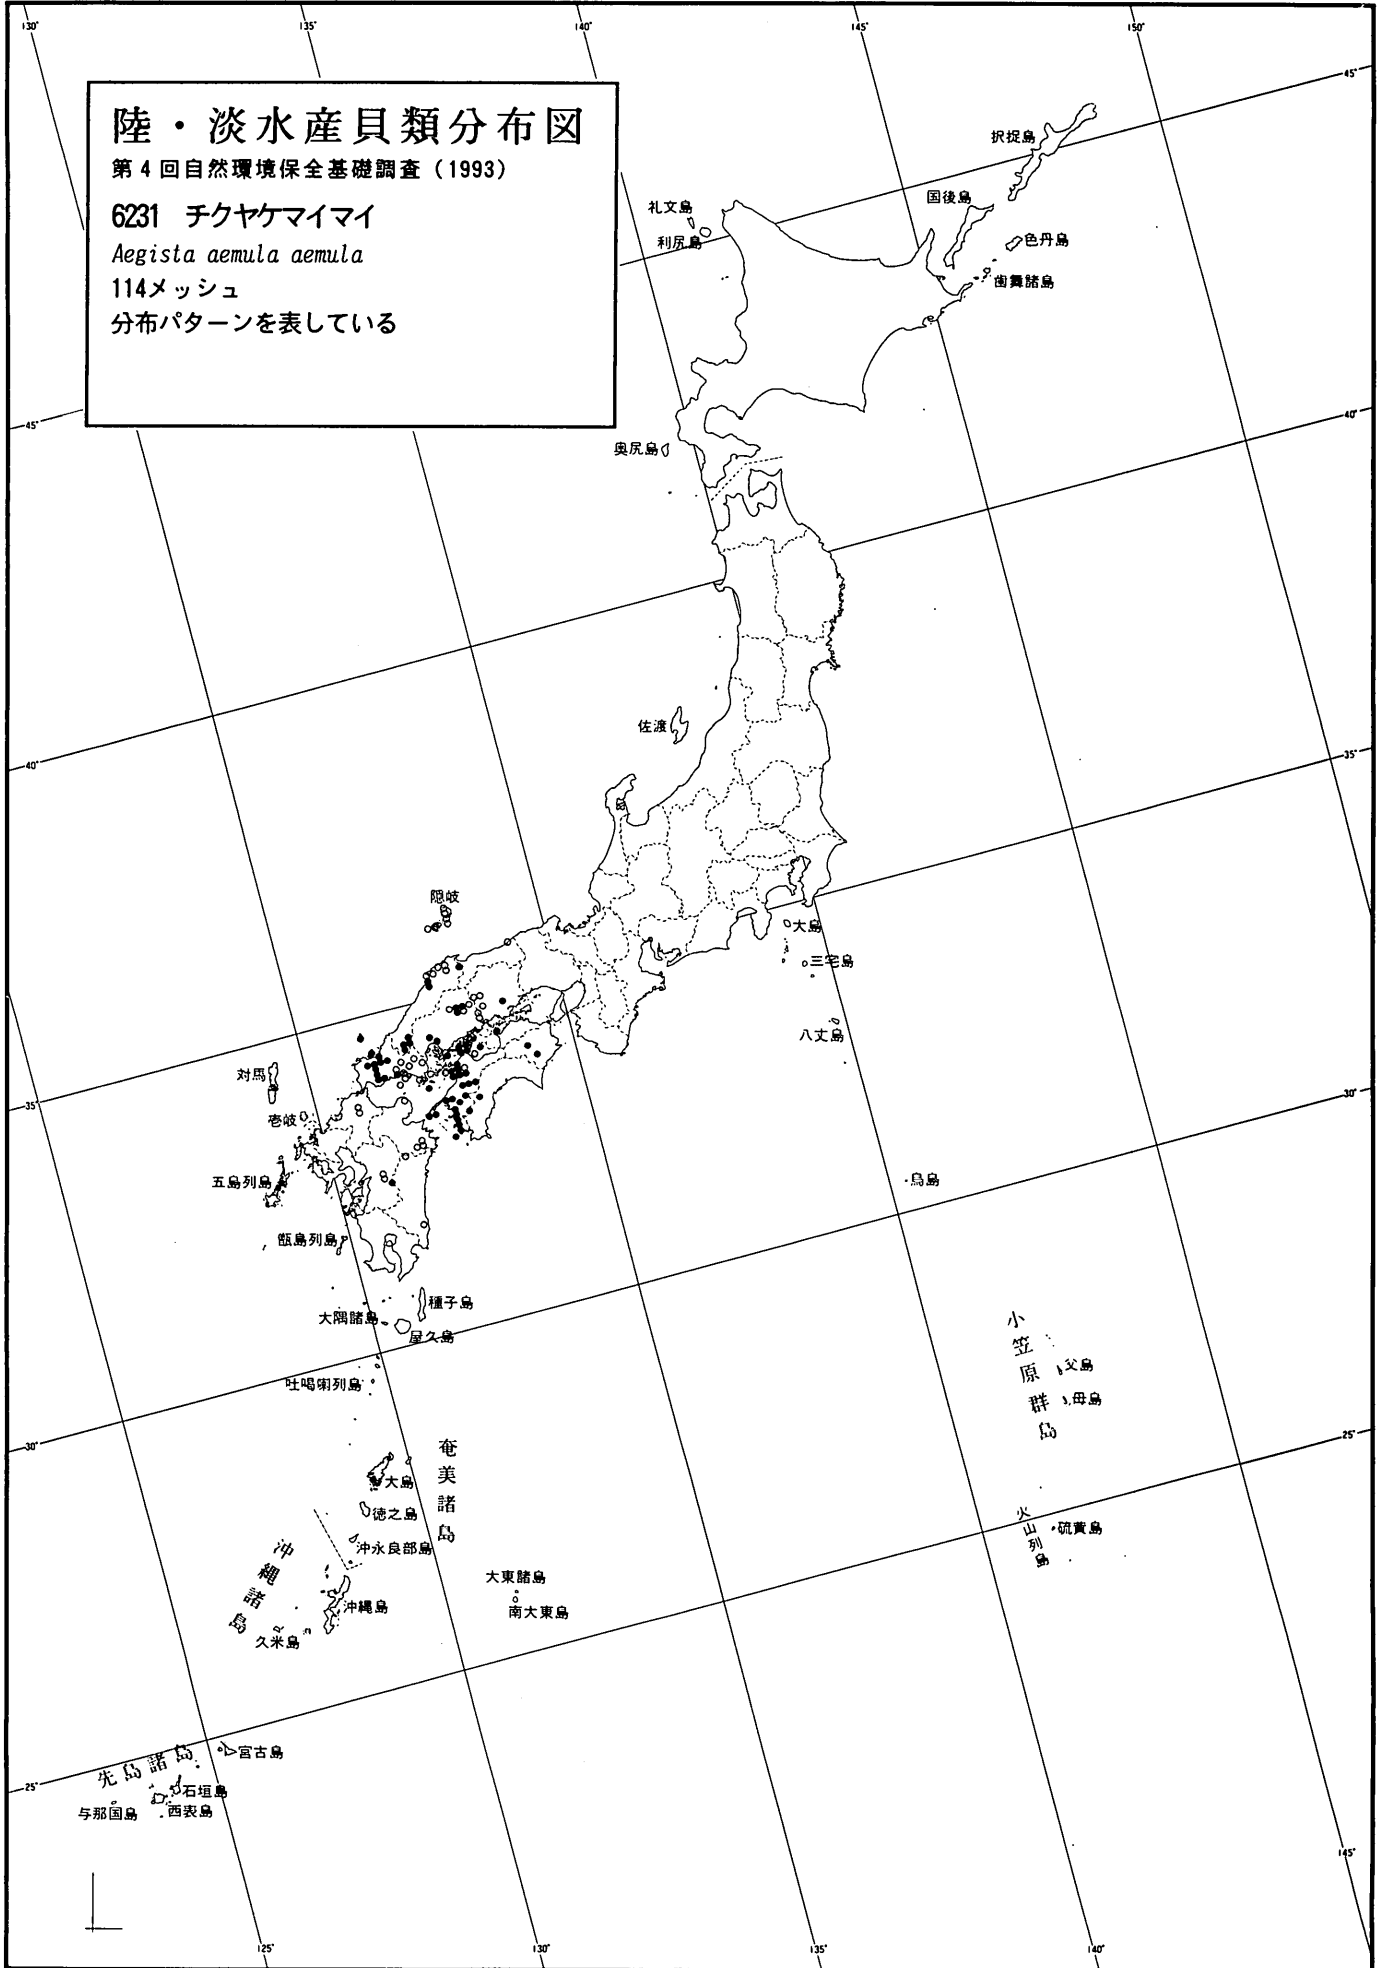 130°
135°
140°
145°
150°
陸・淡水産貝類分布図
第4回自然環境保全基礎調査（1993）
6231 チクヤケマイマイ
Aegista aemula aemula
114メッシュ
分布パターンを表している
45°
択捉島
国後島
礼文島
利尻島
色丹島
歯舞諸島
40°
45°
奥尻島
佐渡
35°
40°
隠岐
大島
三宅島
八丈島
対馬
30°
35°
壱岐
五島列島
鳥島
甑島列島
種子島
大隅諸島
屋久島
小笠原群島
父島
吐喝喇列島
母島
25°
30°
奄美諸島
大島
徳之島
火山列島
硫黄島
沖永良部島
沖縄諸島
大東諸島
沖縄島
南大東島
久米島
先島諸島
宮古島
25°
石垣島
与那国島
西表島
145°
125°
130°
135°
140°